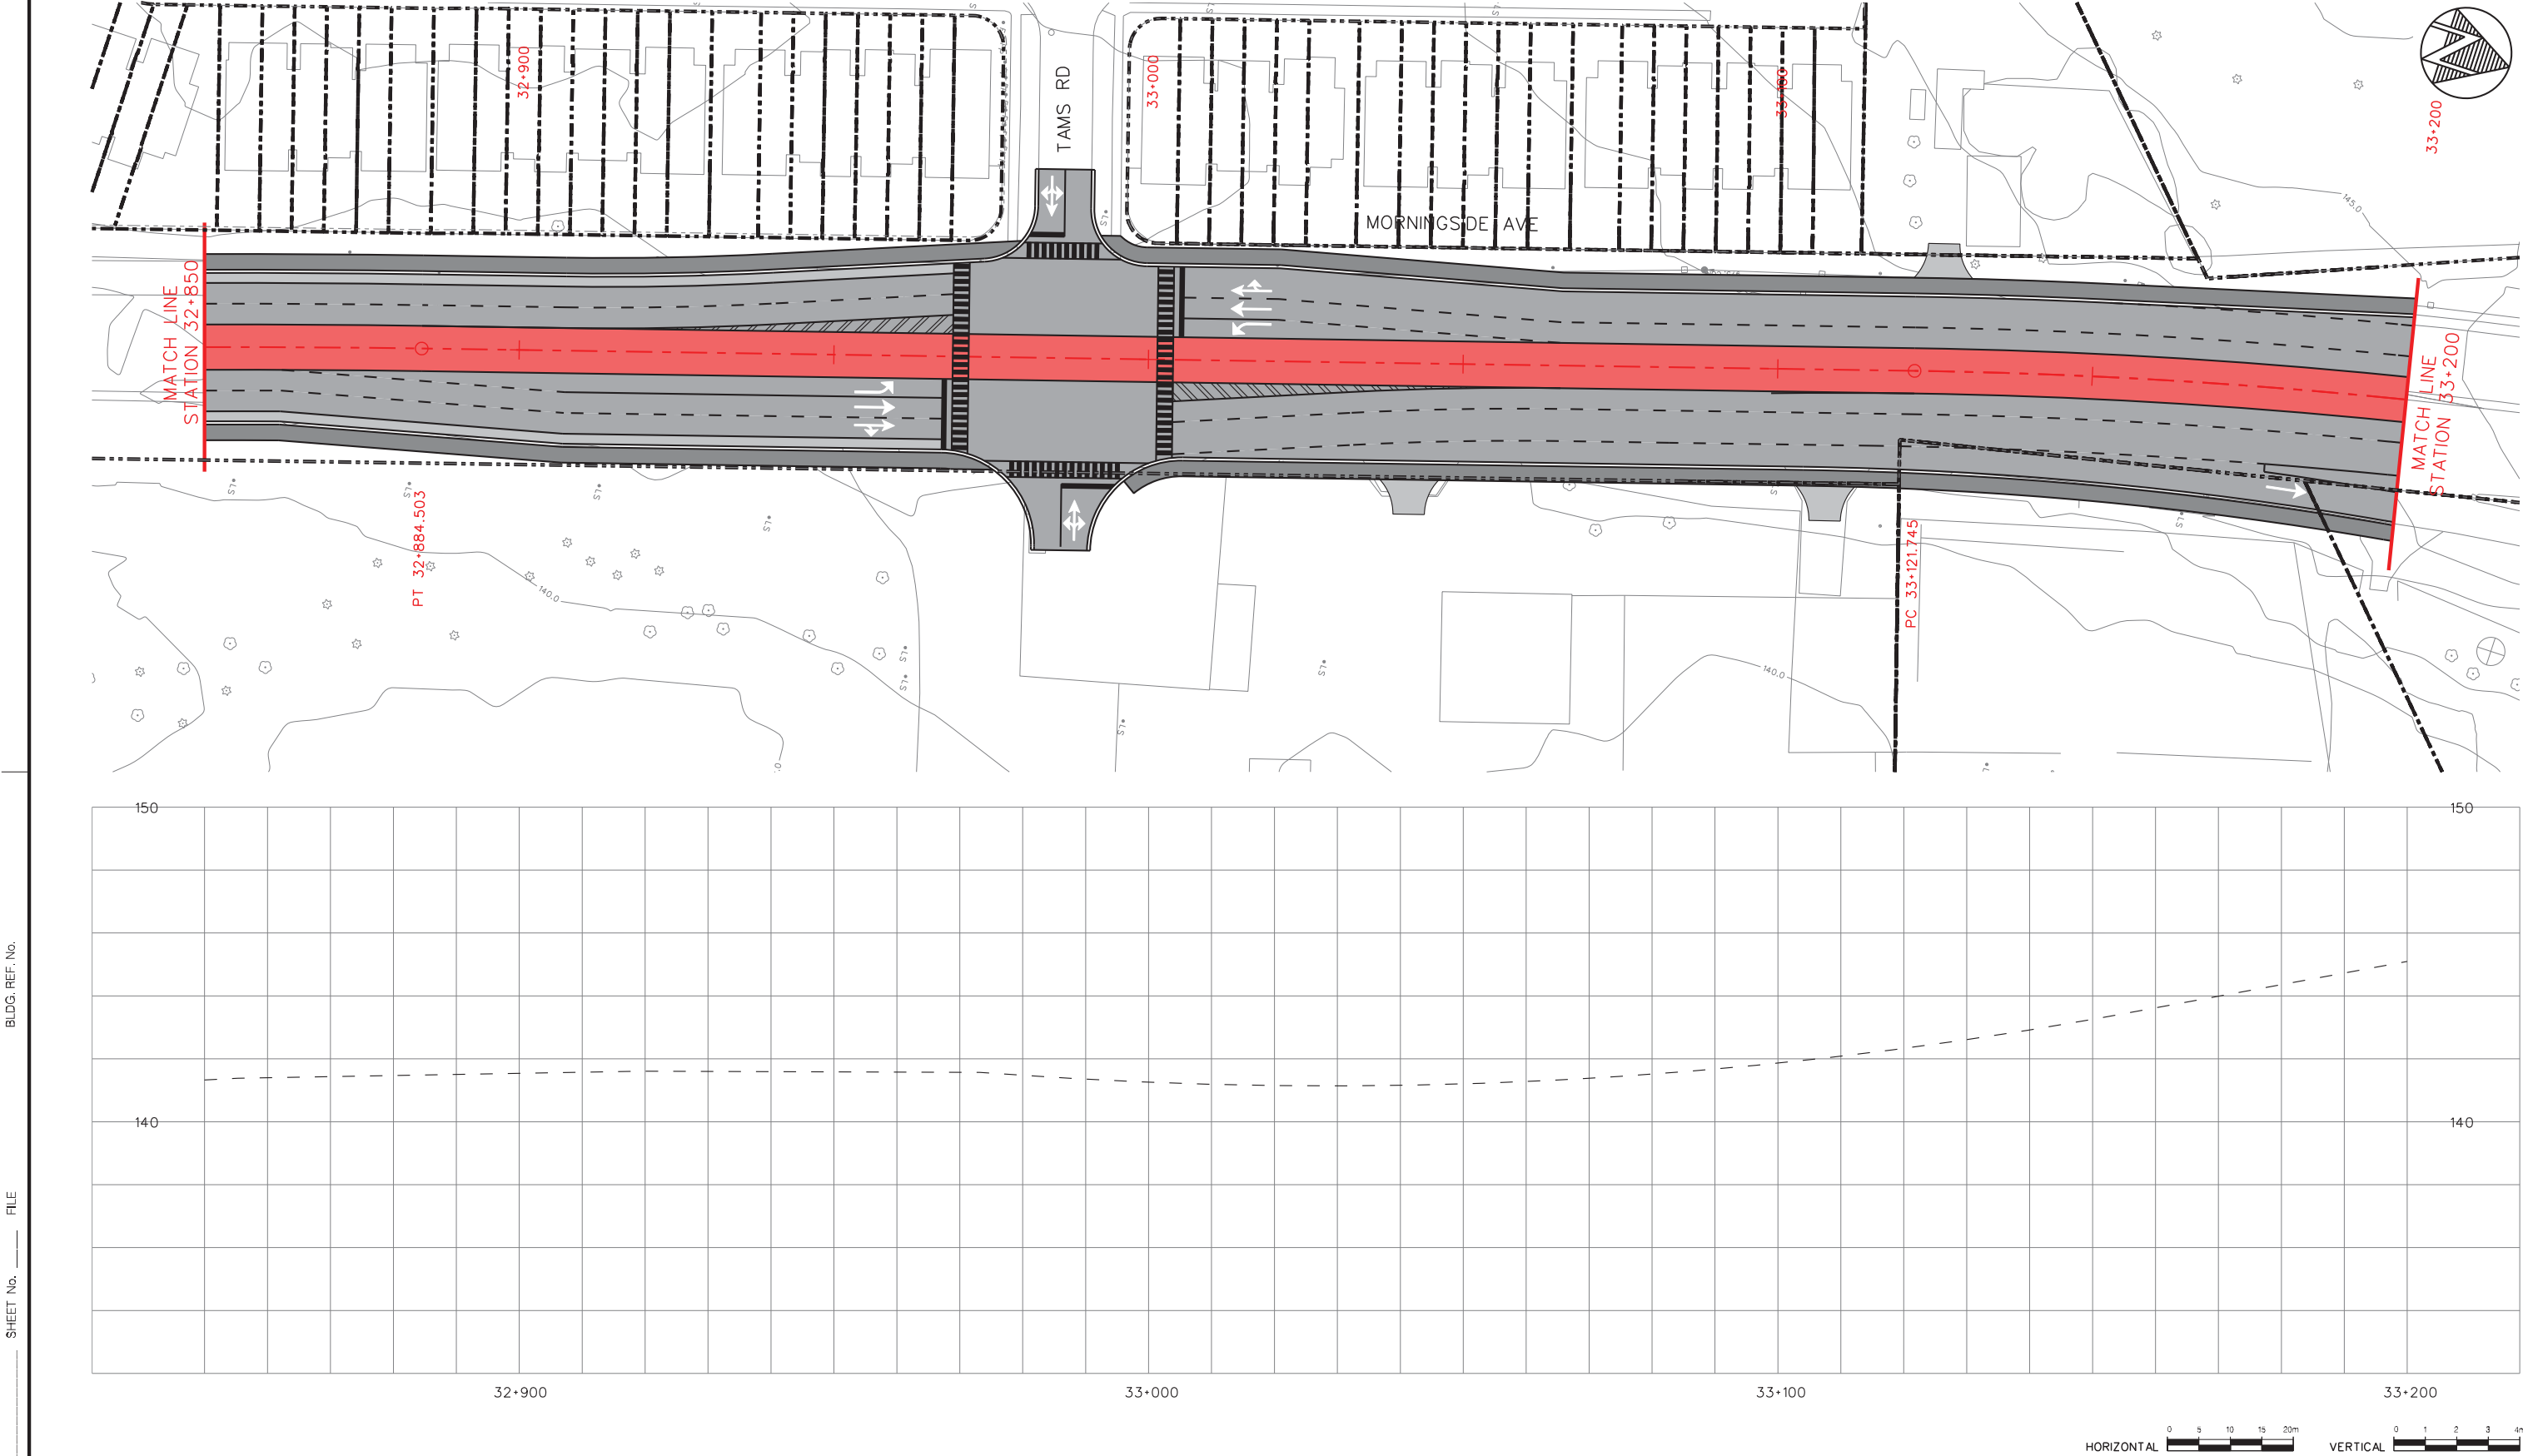 32+900
TAMS RD
33+000
33+100
33+200
145.0
MORNINGSIDE AVE
MATCH LINE
STATION 32+850
MATCH LINE
STATION 33+200
PT 32+884.503
PC 33+121.745
140.0
140.0
150
150
140
140
32+900
33+000
33+100
33+200
BLDG. REF. No.
FILE
SHEET No.
HORIZONTAL
0 5 10 15 20m
VERTICAL
0 1 2 3 4m